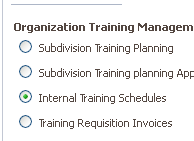 Organization Training Managem
Subdivision Training Planning
Subdivision Training planning App
Internal Training Schedules
Training Requisition Invoices